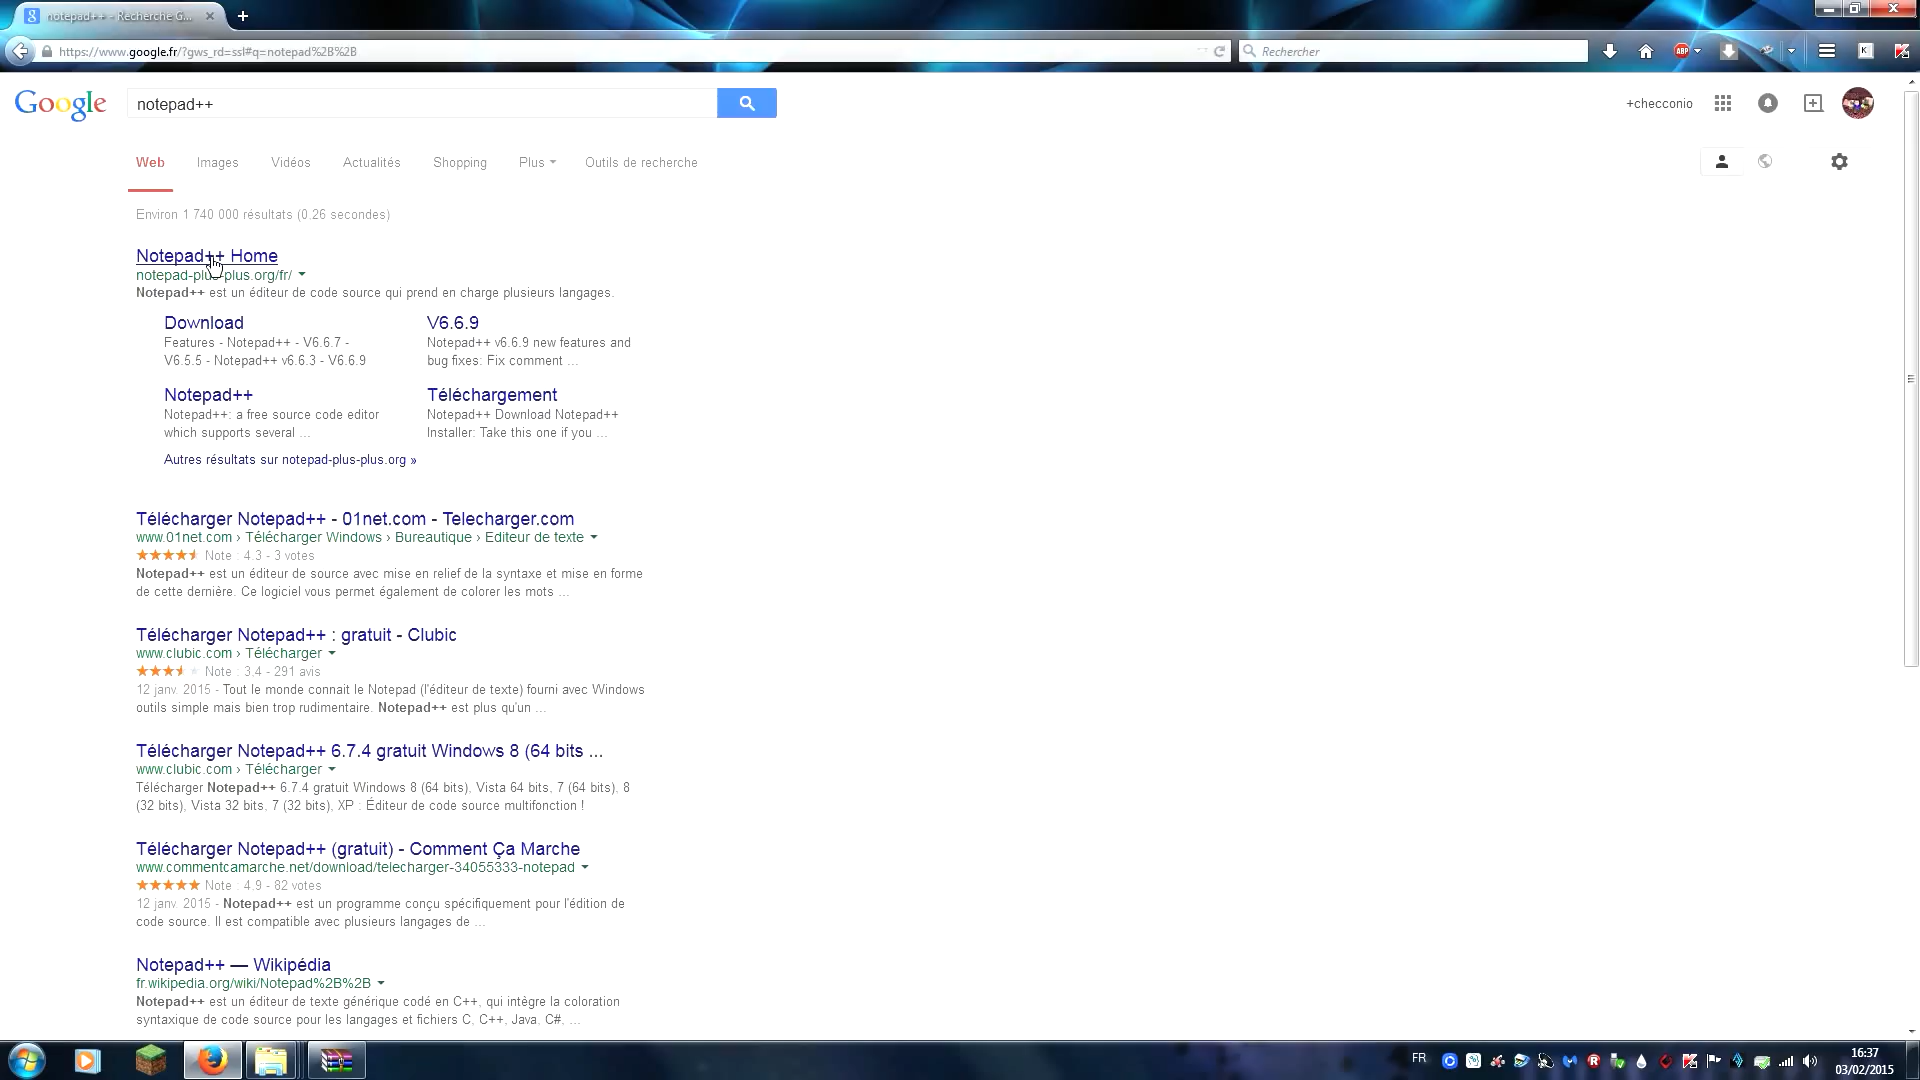 notepad++ - Recherche G...
https://www.google.fr/?gws_rd=ssl#q=notepad%2B%2B
Rechercher
ABP
Google
notepad++
+checconio
Web Images Vidéos Actualités Shopping Plus Outils de recherche
Environ 1 740 000 résultats (0.26 secondes)
Notepad++ Home
notepad-plus-plus.org/fr/
Notepad++ est un éditeur de code source qui prend en charge plusieurs langages.
Download
Features - Notepad++ - V6.6.7 -
V6.5.5 - Notepad++ v6.6.3 - V6.6.9
V6.6.9
Notepad++ v6.6.9 new features and
bug fixes: Fix comment ...
Notepad++
Notepad++: a free source code editor
which supports several ...
Téléchargement
Notepad++ Download Notepad++
Installer: Take this one if you ...
Autres résultats sur notepad-plus-plus.org »
Télécharger Notepad++ - 01net.com - Telecharger.com
www.01net.com › Télécharger Windows › Bureautique › Editeur de texte
Note : 4.3 - 3 votes
Notepad++ est un éditeur de source avec mise en relief de la syntaxe et mise en forme
de cette dernière. Ce logiciel vous permet également de colorer les mots ...
Télécharger Notepad++ : gratuit - Clubic
www.clubic.com › Télécharger
Note : 3.4 - 291 avis
12 janv. 2015 - Tout le monde connait le Notepad (l'éditeur de texte) fourni avec Windows
outils simple mais bien trop rudimentaire. Notepad++ est plus qu'un ...
Télécharger Notepad++ 6.7.4 gratuit Windows 8 (64 bits ...
www.clubic.com › Télécharger
Télécharger Notepad++ 6.7.4 gratuit Windows 8 (64 bits), Vista 64 bits, 7 (64 bits), 8
(32 bits), Vista 32 bits, 7 (32 bits), XP : Éditeur de code source multifonction !
Télécharger Notepad++ (gratuit) - Comment Ça Marche
www.commentcamarche.net/download/telecharger-34055333-notepad
Note : 4.9 - 82 votes
12 janv. 2015 - Notepad++ est un programme conçu spécifiquement pour l'édition de
code source. Il est compatible avec plusieurs langages de ...
Notepad++ — Wikipédia
fr.wikipedia.org/wiki/Notepad%2B%2B
Notepad++ est un éditeur de texte générique codé en C++, qui intègre la coloration
syntaxique de code source pour les langages et fichiers C, C++, Java, C#, ...
FR
16:37
03/02/2015